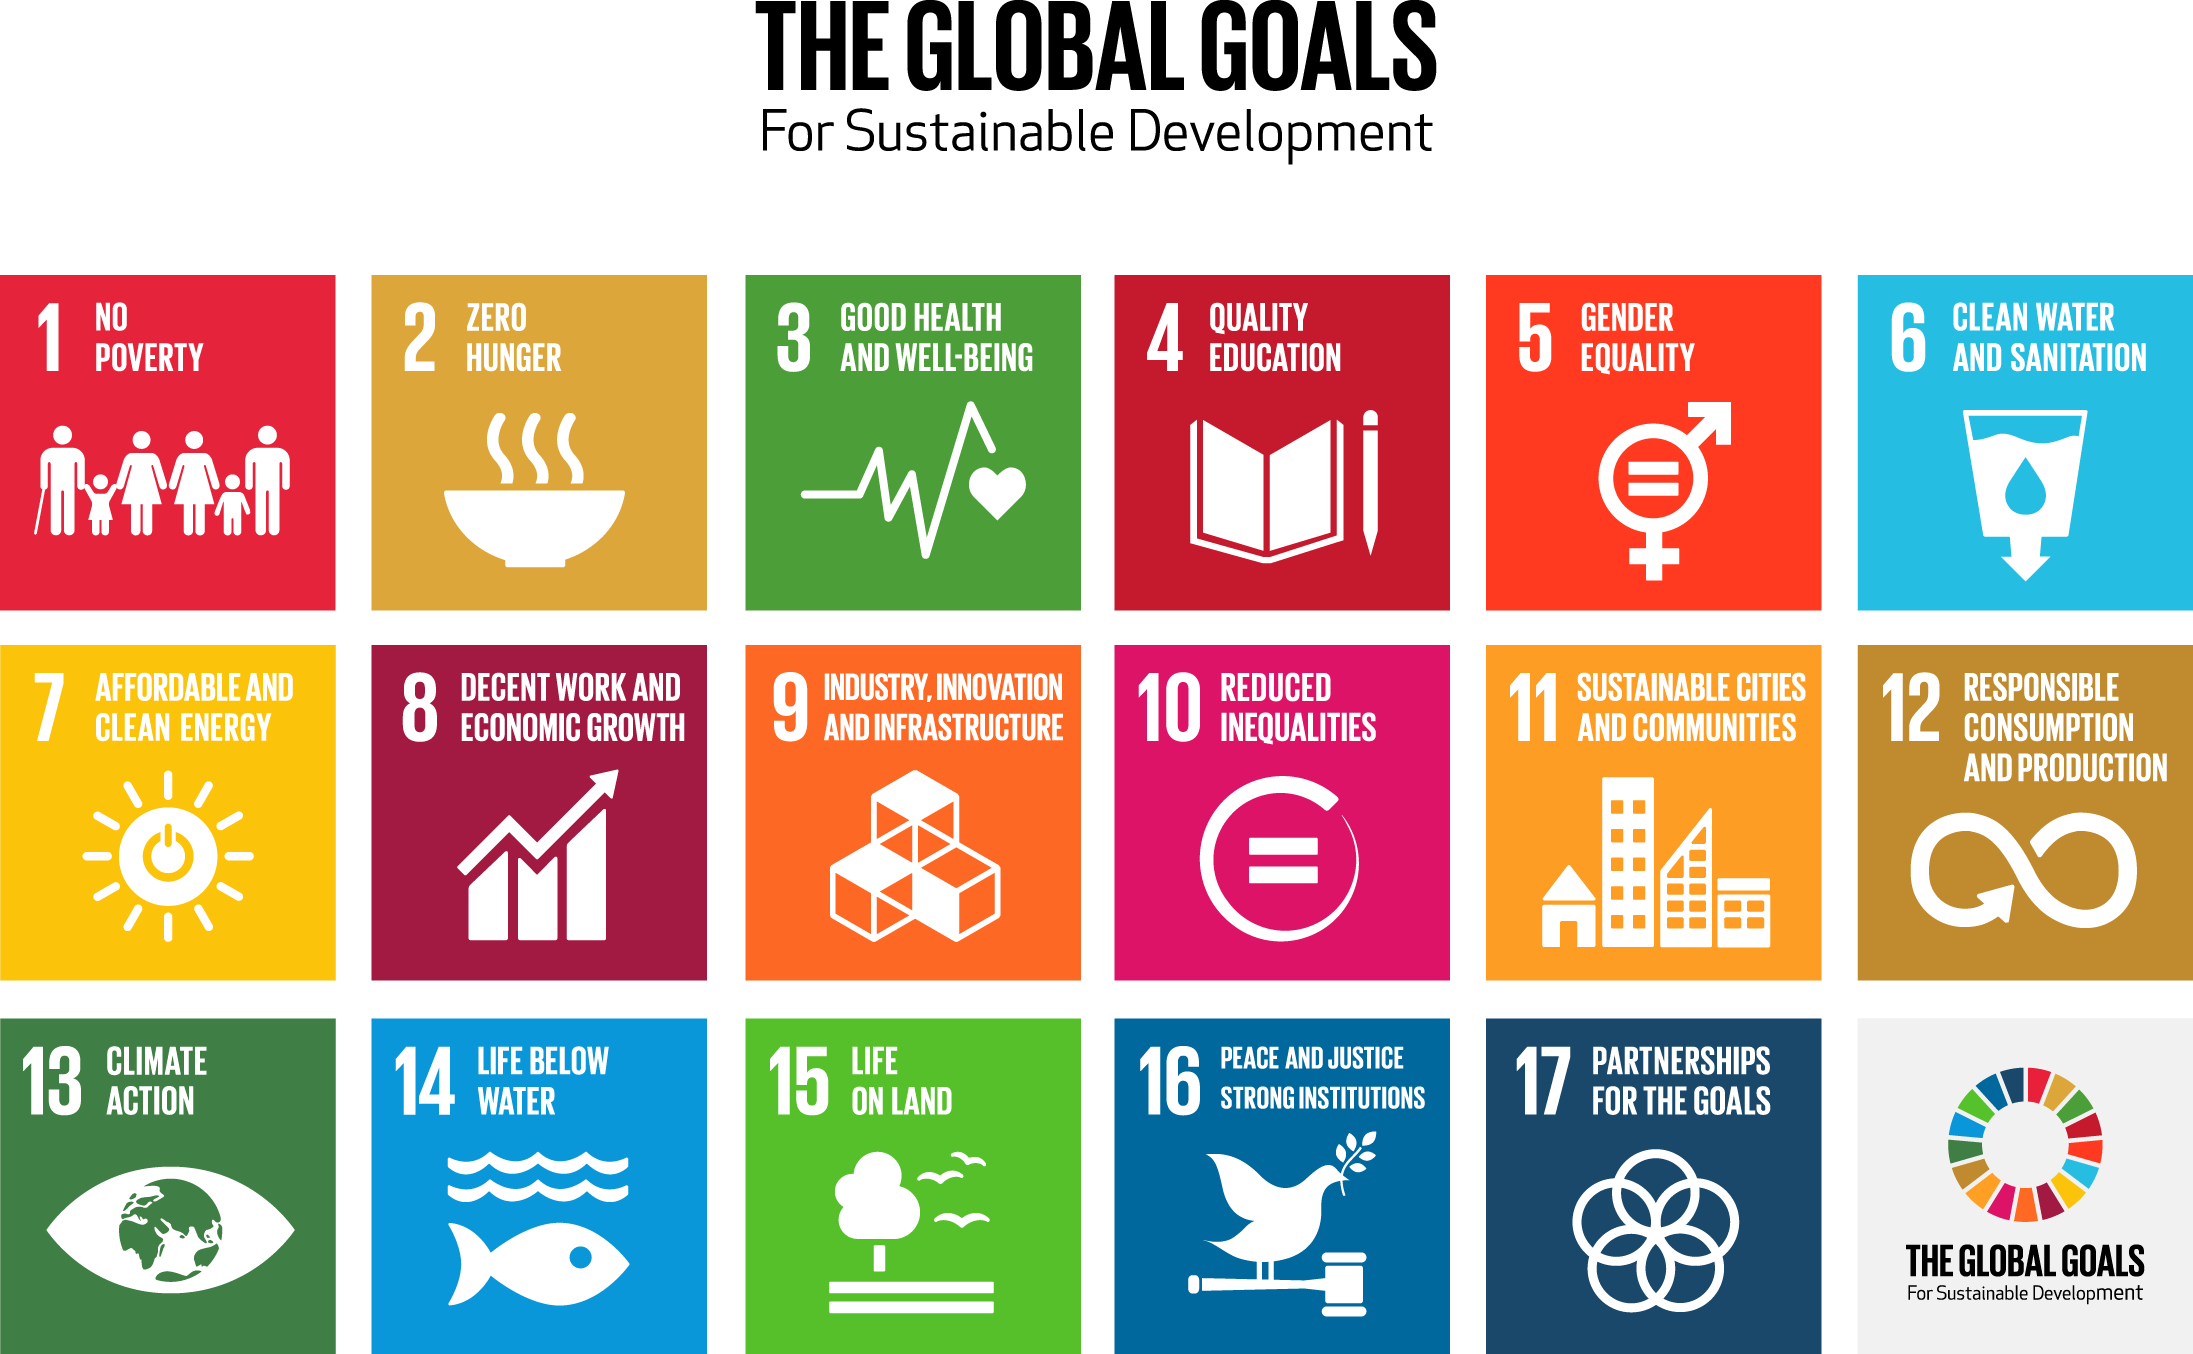 THE GLOBAL GOALS
For Sustainable Development
1 NO
POVERTY
2 ZERO
HUNGER
3 GOOD HEALTH
AND WELL-BEING
4 QUALITY
EDUCATION
5 GENDER
EQUALITY
6 CLEAN WATER
AND SANITATION
7 AFFORDABLE AND
CLEAN ENERGY
8 DECENT WORK AND
ECONOMIC GROWTH
9 INDUSTRY, INNOVATION
AND INFRASTRUCTURE
10 REDUCED
INEQUALITIES
11 SUSTAINABLE CITIES
AND COMMUNITIES
12 RESPONSIBLE
CONSUMPTION
AND PRODUCTION
13 CLIMATE
ACTION
14 LIFE BELOW
WATER
15 LIFE
ON LAND
16 PEACE AND JUSTICE
STRONG INSTITUTIONS
17 PARTNERSHIPS
FOR THE GOALS
THE GLOBAL GOALS
For Sustainable Development